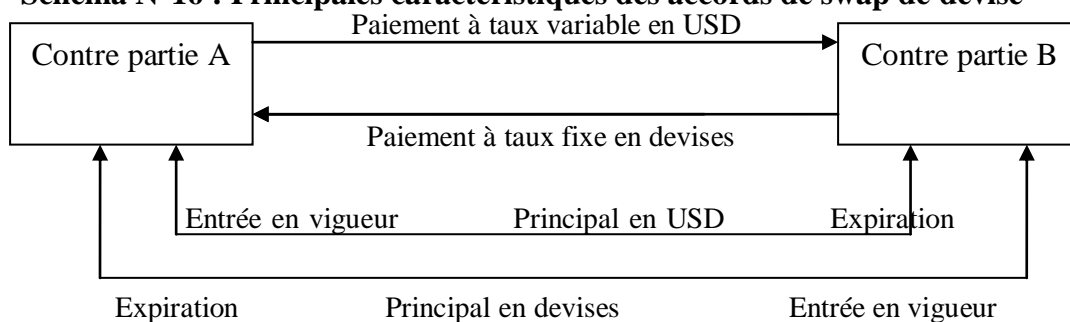 Schéma N°16 : Principales caractéristiques des accords de swap de devise
Paiement à taux variable en USD
Contre partie A
Contre partie B
Paiement à taux fixe en devises
Entrée en vigueur Principal en USD Expiration
Expiration Principal en devises Entrée en vigueur